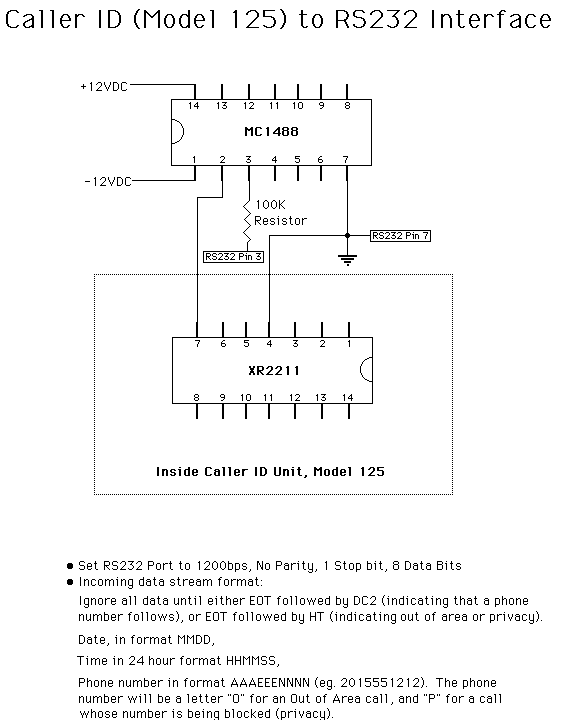 Caller ID (Model 125) to RS232 Interface
+12VDC
14 13 12 11 10 9 8
MC1488
1 2 3 4 5 6 7
-12VDC
100K
Resistor
RS232 Pin 7
RS232 Pin 3
7 6 5 4 3 2 1
XR2211
8 9 10 11 12 13 14
Inside Caller ID Unit, Model 125
● Set RS232 Port to 1200bps, No Parity, 1 Stop bit, 8 Data Bits
● Incoming data stream format:
Ignore all data until either EOT followed by DC2 (indicating that a phone
number follows), or EOT followed by HT (indicating out of area or privacy).
Date, in format MMDD,
Time in 24 hour format HHMMSS,
Phone number in format AAAEEENNNN (eg. 2015551212). The phone
number will be a letter "O" for an Out of Area call, and "P" for a call
whose number is being blocked (privacy).